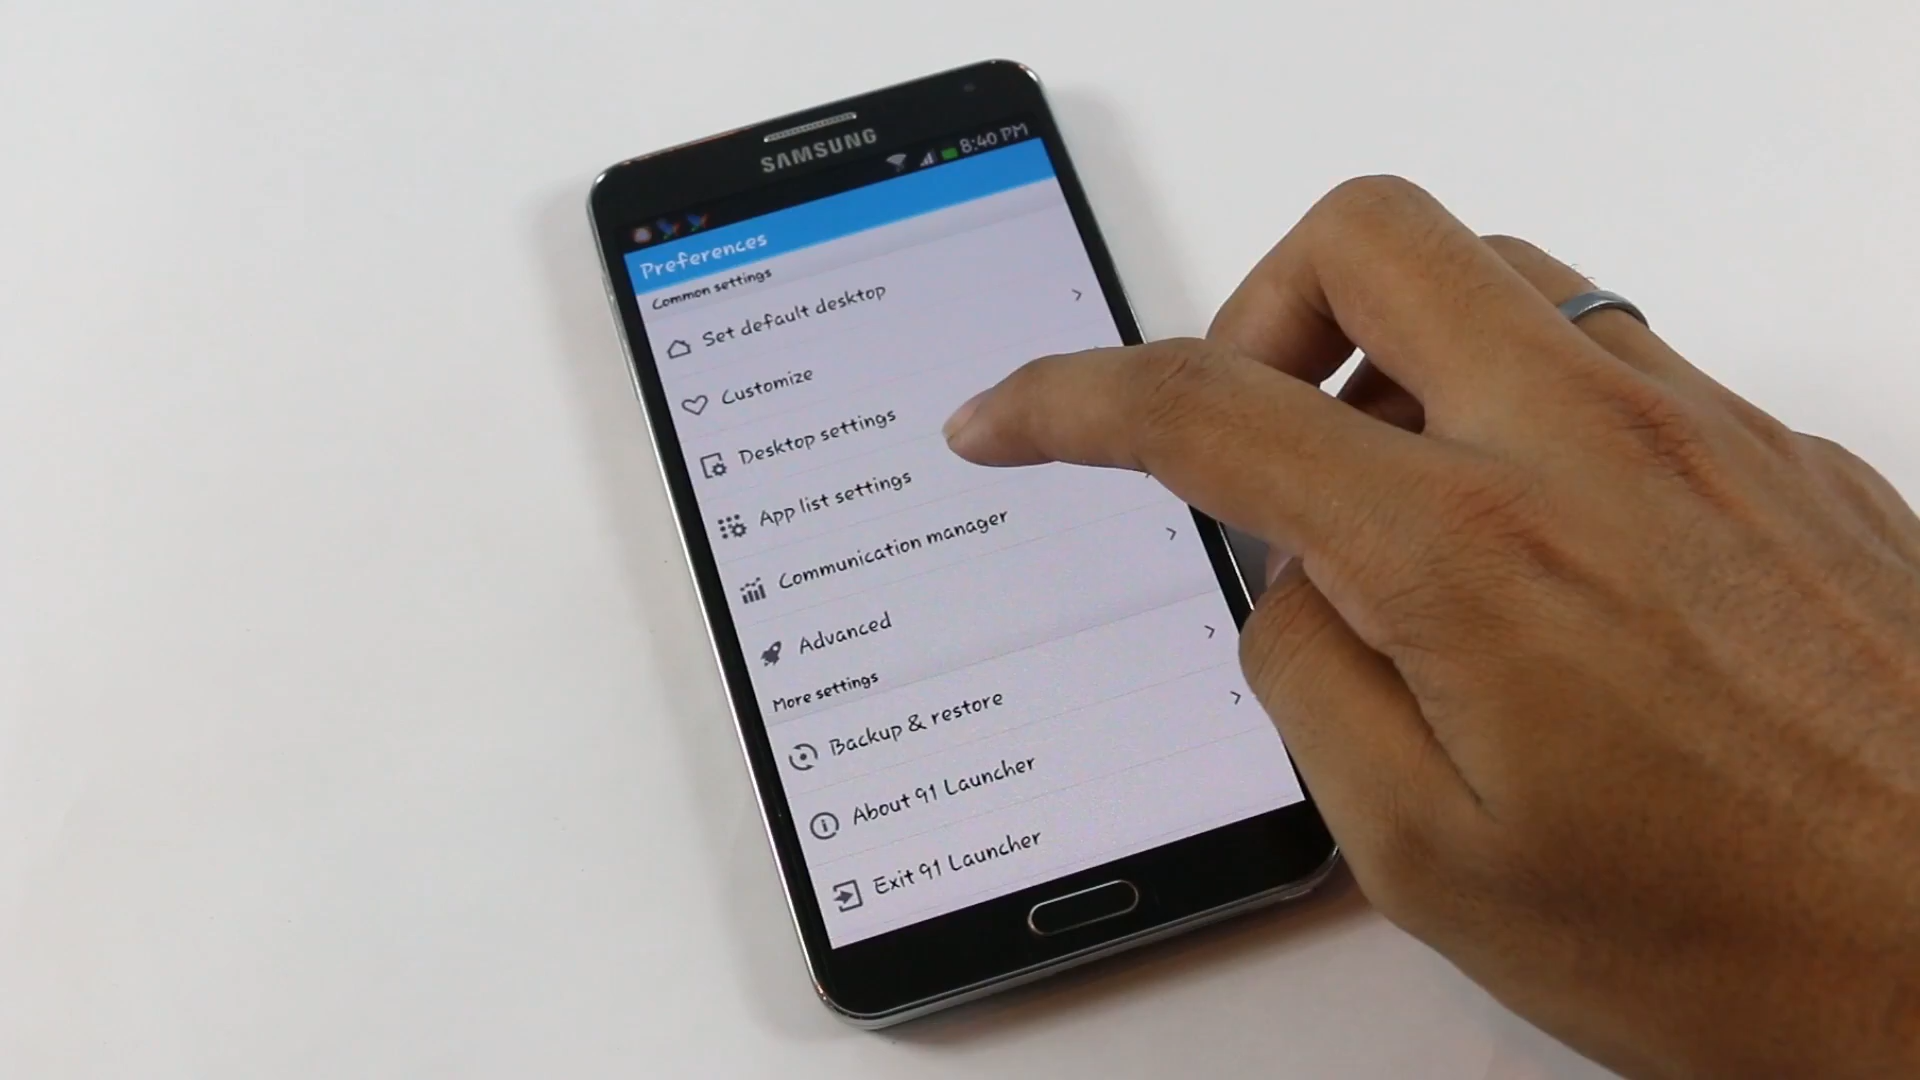 SAMSUNG
8:40 PM
Preferences
Common settings
Set default desktop
Customize
Desktop settings
App list settings
Communication manager
Advanced
More settings
Backup & restore
About 91 Launcher
Exit 91 Launcher